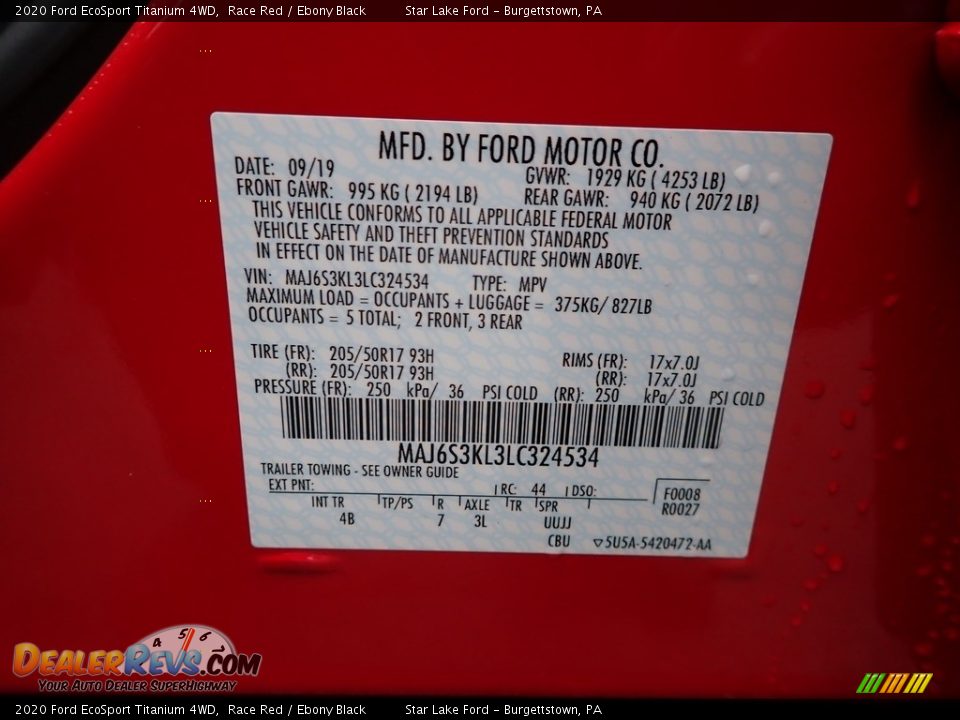 2020 Ford EcoSport Titanium 4WD, Race Red / Ebony Black Star Lake Ford - Burgettstown, PA
MFD. BY FORD MOTOR CO.
DATE: 09/19 GVWR: 1929 KG ( 4253 LB)
FRONT GAWR: 995 KG ( 2194 LB) REAR GAWR: 940 KG ( 2072 LB)
THIS VEHICLE CONFORMS TO ALL APPLICABLE FEDERAL MOTOR
VEHICLE SAFETY AND THEFT PREVENTION STANDARDS
IN EFFECT ON THE DATE OF MANUFACTURE SHOWN ABOVE.
VIN: MAJ6S3KL3LC324534 TYPE: MPV
MAXIMUM LOAD = OCCUPANTS + LUGGAGE = 375KG/ 827LB
OCCUPANTS = 5 TOTAL; 2 FRONT, 3 REAR
TIRE (FR): 205/50R17 93H RIMS (FR): 17x7.0J
(RR): 205/50R17 93H (RR): 17x7.0J
PRESSURE (FR): 250 kPa/ 36 PSI COLD (RR): 250 kPa/ 36 PSI COLD
MAJ6S3KL3LC324534
TRAILER TOWING - SEE OWNER GUIDE
EXT PNT: RC: 44 DSO: F0008
INT TR TP/PS R AXLE TR SPR R0027
4B 7 3L UUJJ
CBU 5U5A-5420472-AA
4 5 6
DEALERREVS.COM
YOUR AUTO DEALER SUPERHIGHWAY
2020 Ford EcoSport Titanium 4WD, Race Red / Ebony Black Star Lake Ford - Burgettstown, PA